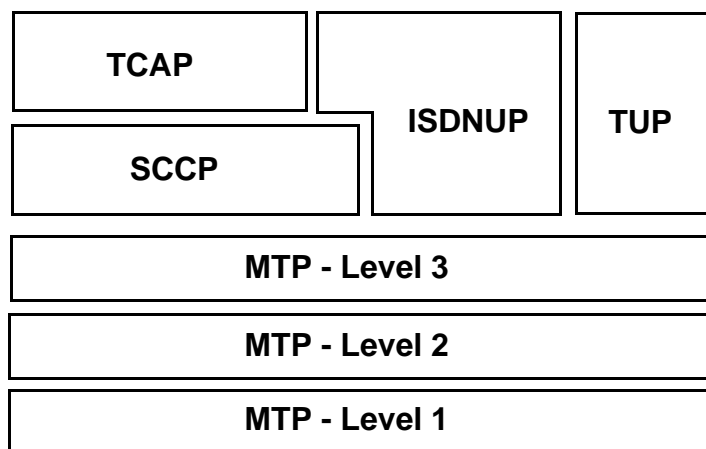 TCAP
ISDNUP
TUP
SCCP
MTP - Level 3
MTP - Level 2
MTP - Level 1